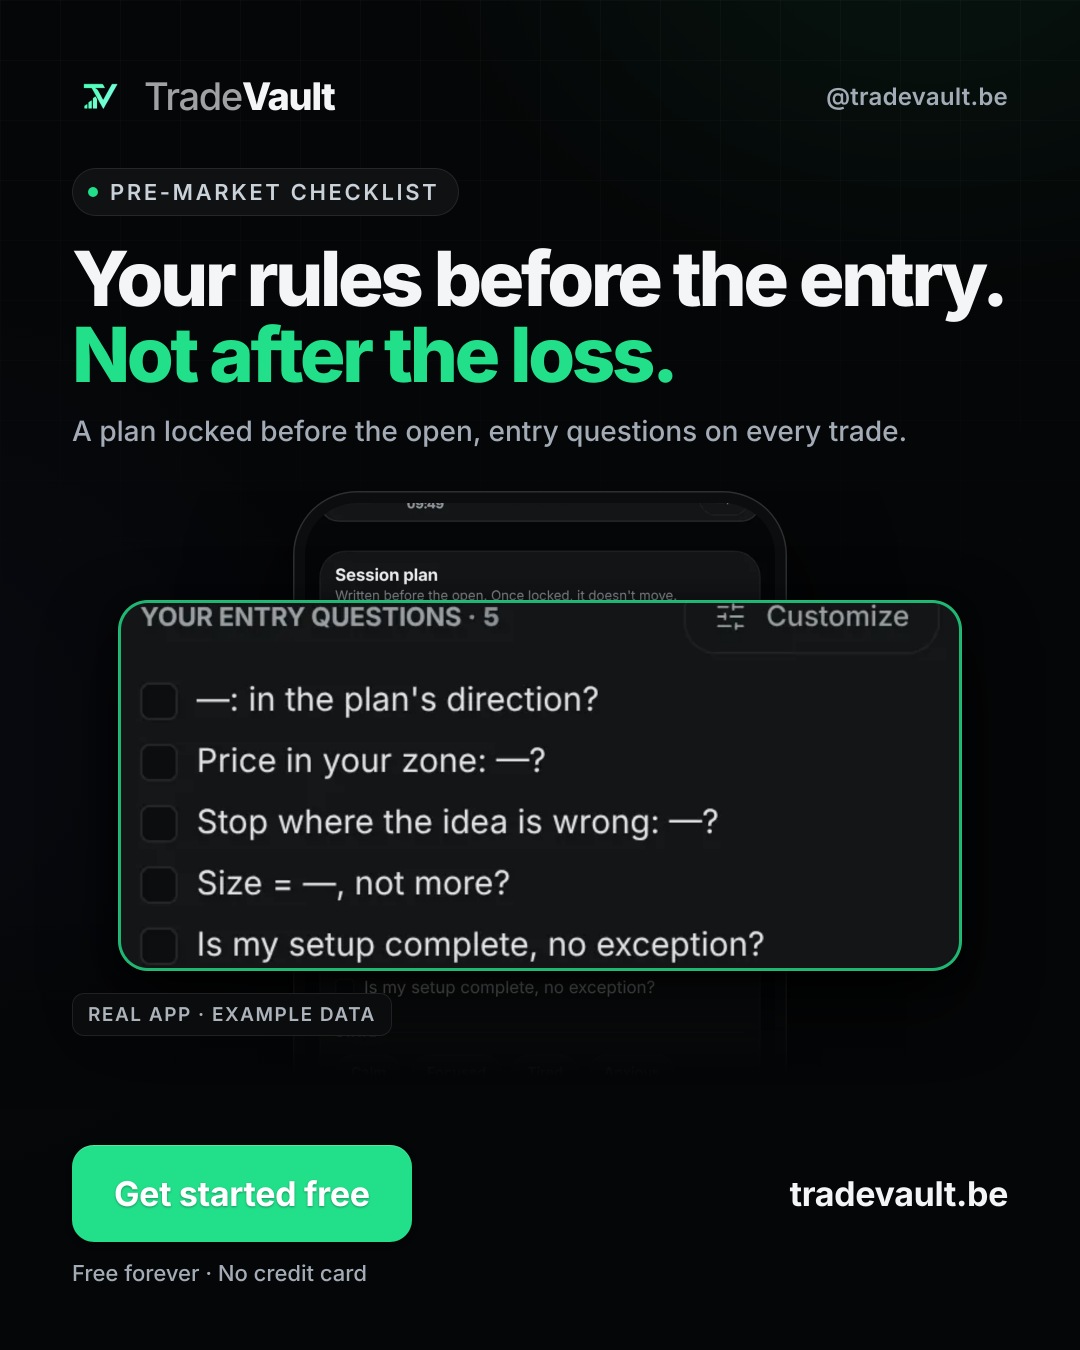 TradeVault
@tradevault.be
PRE-MARKET CHECKLIST
Your rules before the entry.
Not after the loss.
A plan locked before the open, entry questions on every trade.
09:49
Session plan
Written before the open. Once locked, it doesn't move.
YOUR ENTRY QUESTIONS · 5
Customize
—: in the plan's direction?
Price in your zone: —?
Stop where the idea is wrong: —?
Size = —, not more?
Is my setup complete, no exception?
Is my setup complete, no exception?
REAL APP · EXAMPLE DATA
Get started free
tradevault.be
Free forever · No credit card